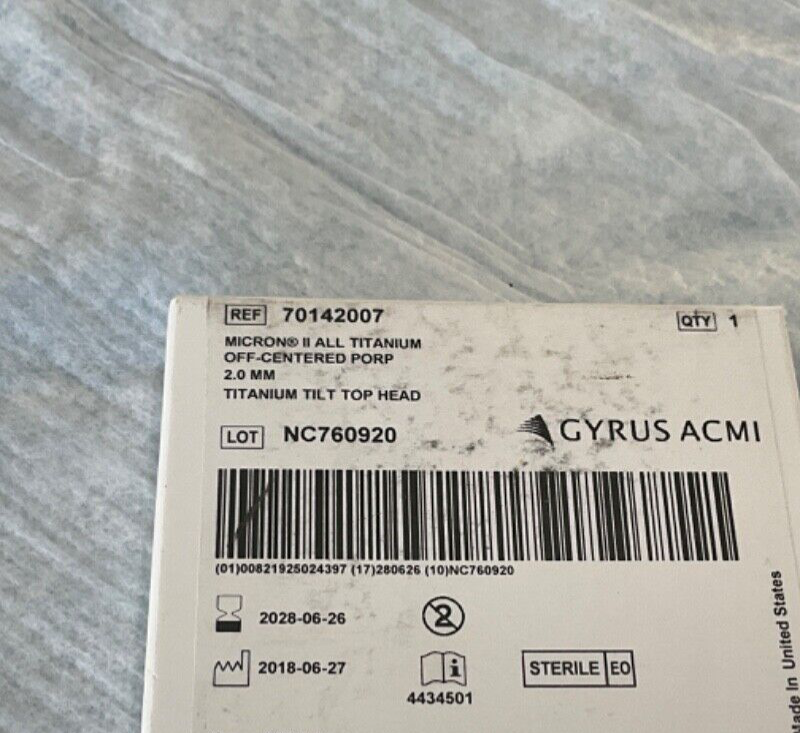 REF 70142007
QTY 1
MICRON® II ALL TITANIUM
OFF-CENTERED PORP
2.0 MM
TITANIUM TILT TOP HEAD
LOT NC760920
GYRUS ACMI
(01)00821925024397 (17)280626 (10)NC760920
2028-06-26
2
2018-06-27
i
STERILE EO
4434501
Made In United States